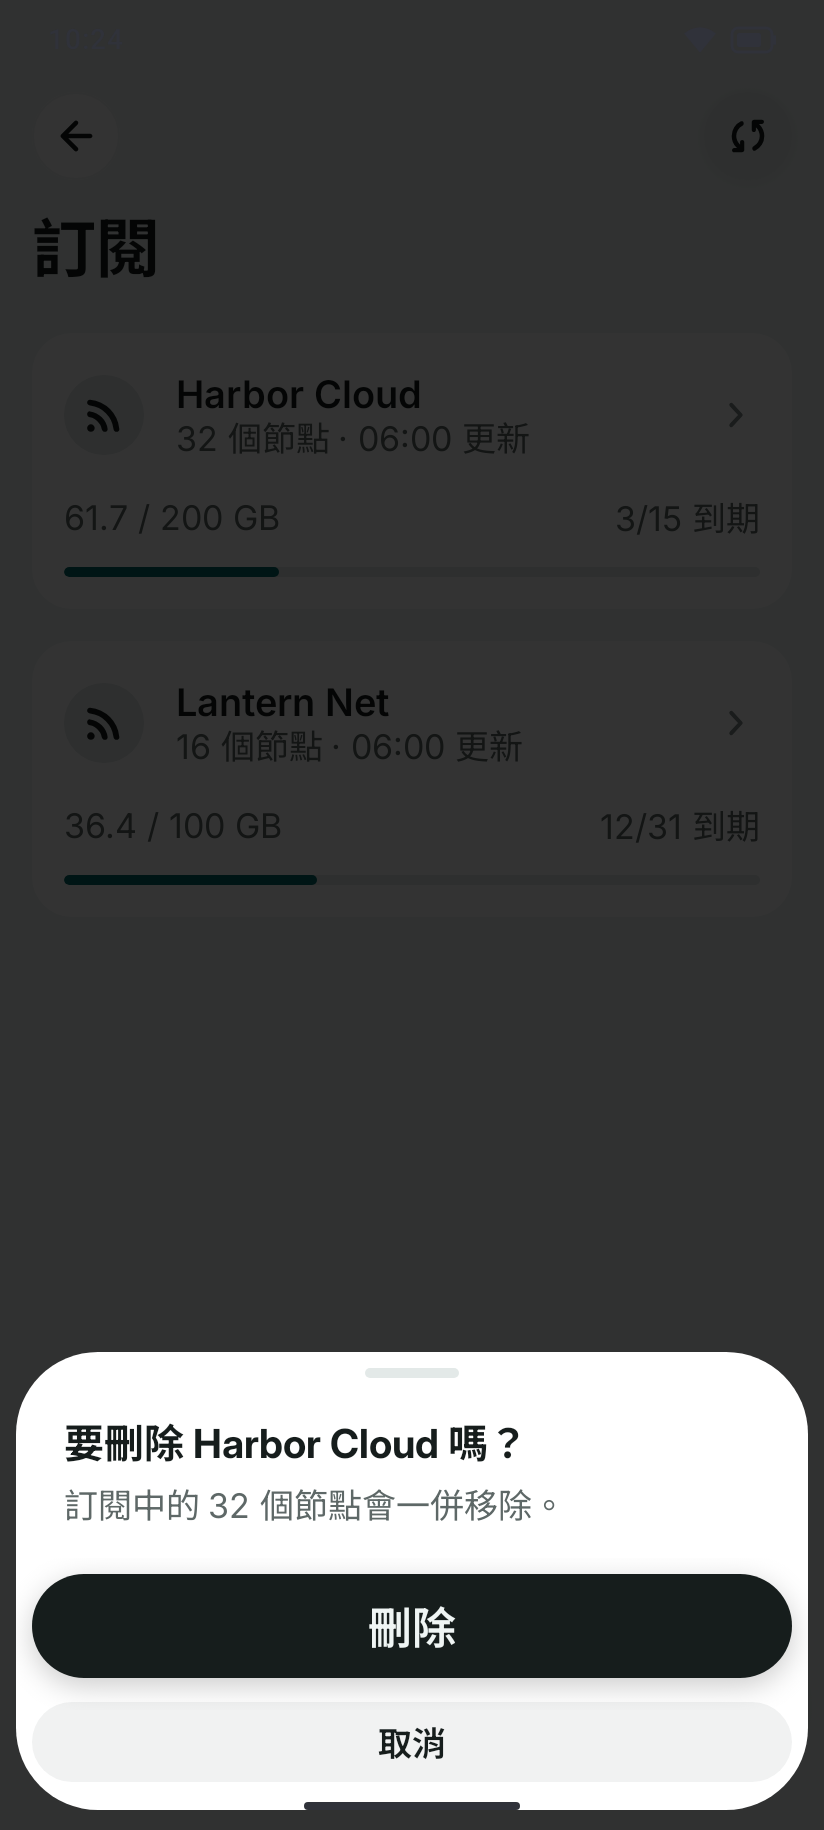 訂閱
Harbor Cloud
32 個節點 · 06:00 更新
61.7 / 200 GB
3/15 到期
Lantern Net
16 個節點 · 06:00 更新
36.4 / 100 GB
12/31 到期
要刪除 Harbor Cloud 嗎？
訂閱中的 32 個節點會一併移除。
刪除
取消